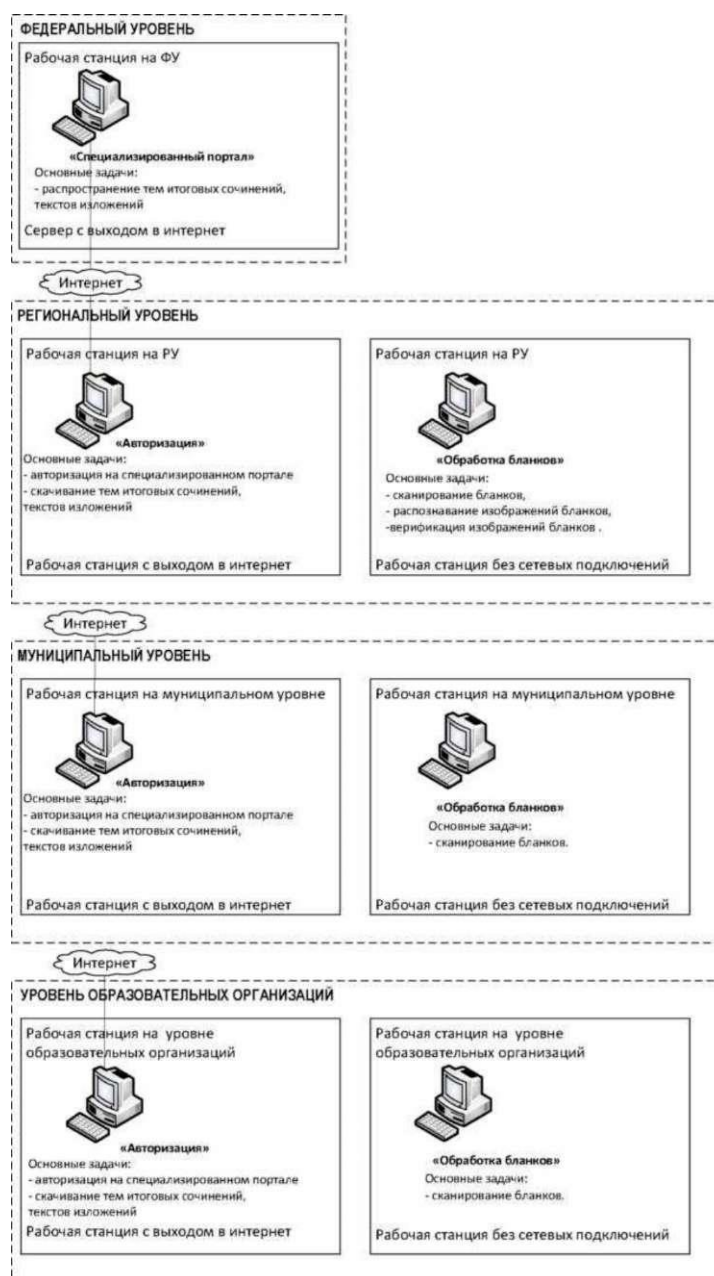 ФЕДЕРАЛЬНЫЙ УРОВЕНЬ
Рабочая станция на ФУ
«Специализированный портал»
Основные задачи:
- распространение тем итоговых сочинений,
текстов изложений
Сервер с выходом в интернет
Интернет
РЕГИОНАЛЬНЫЙ УРОВЕНЬ
Рабочая станция на РУ
«Авторизация»
Основные задачи:
- авторизация на специализированном портале
- скачивание тем итоговых сочинений,
текстов изложений
Рабочая станция с выходом в интернет
Рабочая станция на РУ
«Обработка бланков»
Основные задачи:
- сканирование бланков,
- распознавание изображений бланков,
-верификация изображений бланков .
Рабочая станция без сетевых подключений
Интернет
МУНИЦИПАЛЬНЫЙ УРОВЕНЬ
Рабочая станция на муниципальном уровне
«Авторизация»
Основные задачи:
- авторизация на специализированном портале
- скачивание тем итоговых сочинений,
текстов изложений
Рабочая станция с выходом в интернет
Рабочая станция на муниципальном уровне
«Обработка бланков»
Основные задачи:
- сканирование бланков.
Рабочая станция без сетевых подключений
Интернет
УРОВЕНЬ ОБРАЗОВАТЕЛЬНЫХ ОРГАНИЗАЦИЙ
Рабочая станция на уровне
образовательных организаций
«Авторизация»
Основные задачи:
- авторизация на специализированном портале
- скачивание тем итоговых сочинений,
текстов изложений
Рабочая станция с выходом в интернет
Рабочая станция на уровне
образовательных организаций
«Обработка бланков»
Основные задачи:
- сканирование бланков.
Рабочая станция без сетевых подключений